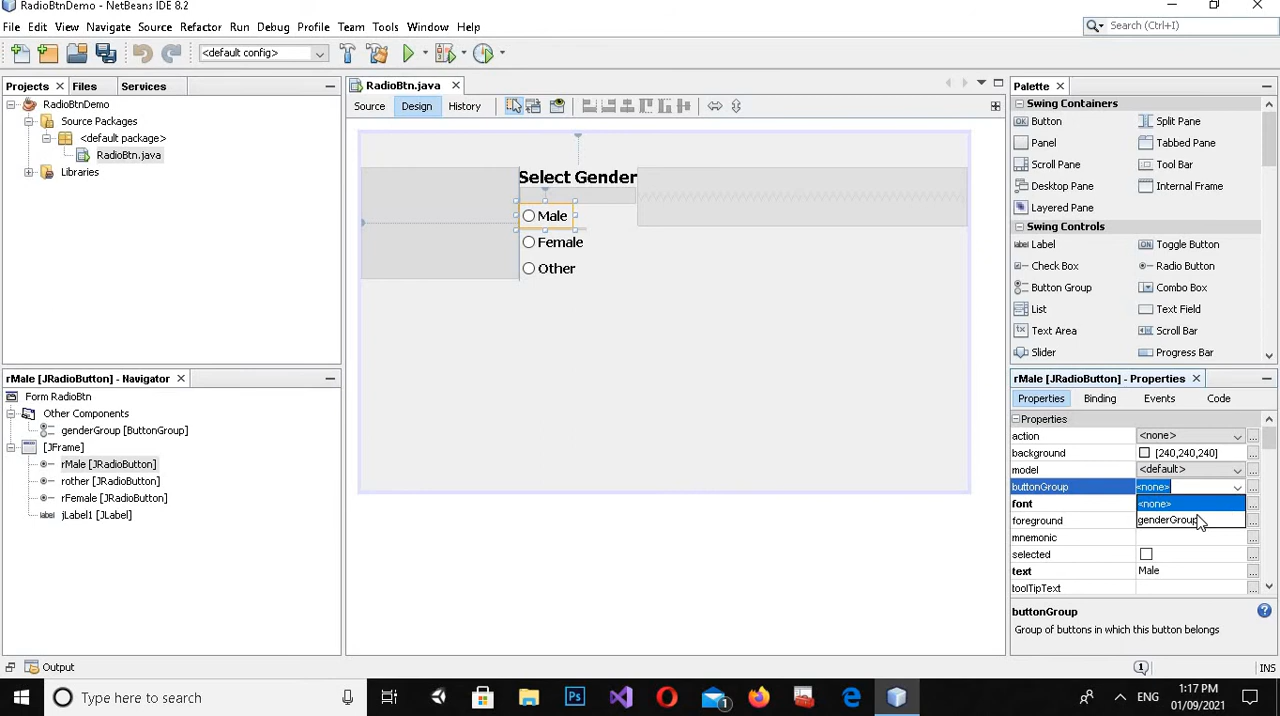 RadioBtnDemo - NetBeans IDE 8.2
File Edit View Navigate Source Refactor Run Debug Profile Team Tools Window Help
Search (Ctrl+I)
<default config>
Projects Files Services
RadioBtnDemo
Source Packages
<default package>
RadioBtn.java
Libraries
RadioBtn.java
Source Design History
Select Gender
Male
Female
Other
Palette
Swing Containers
Button Split Pane
Panel Tabbed Pane
Scroll Pane Tool Bar
Desktop Pane Internal Frame
Layered Pane
Swing Controls
Label Toggle Button
Check Box Radio Button
Button Group Combo Box
List Text Field
Text Area Scroll Bar
Slider Progress Bar
rMale [JRadioButton] - Navigator
Form RadioBtn
Other Components
genderGroup [ButtonGroup]
[JFrame]
rMale [JRadioButton]
rother [JRadioButton]
rFemale [JRadioButton]
jLabel1 [JLabel]
rMale [JRadioButton] - Properties
Properties Binding Events Code
Properties
action <none>
background [240,240,240]
model <default>
buttonGroup <none>
font <none>
foreground genderGroup
mnemonic
selected
text Male
toolTipText
buttonGroup
Group of buttons in which this button belongs
Output
1
INS
Type here to search
Ps
1
ENG
1:17 PM
01/09/2021